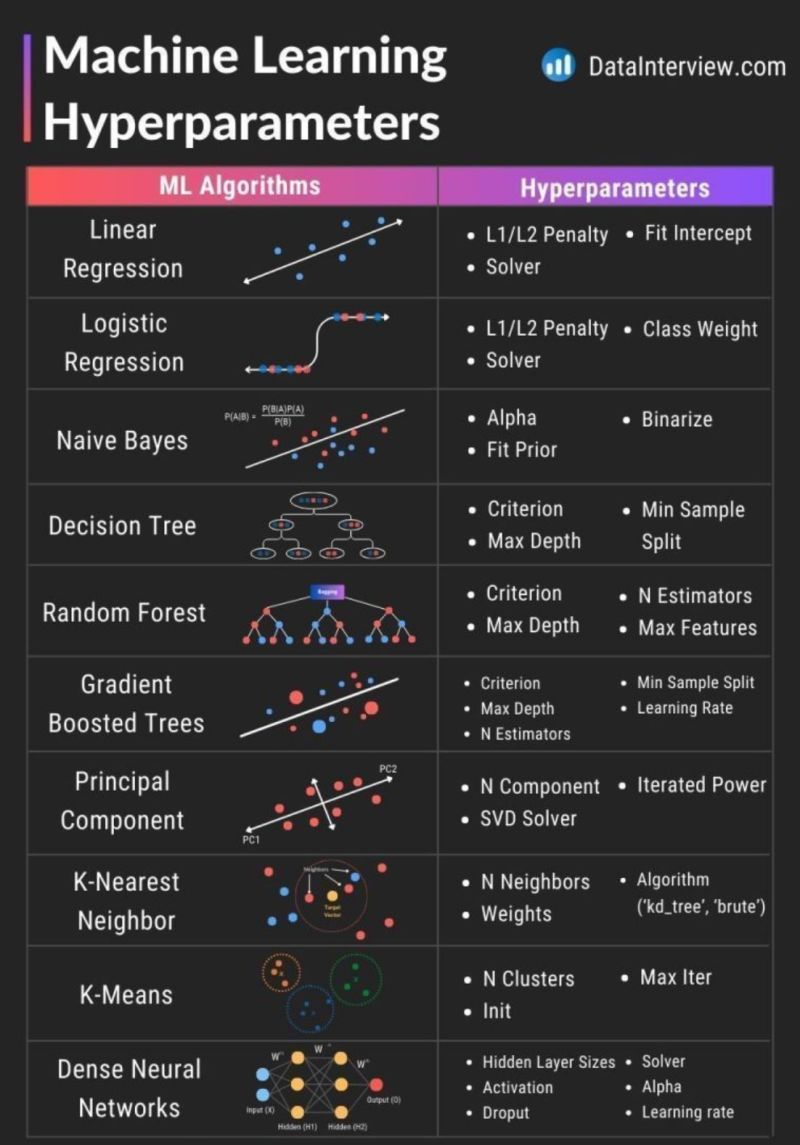 Machine Learning
Hyperparameters
DataInterview.com
ML Algorithms
Hyperparameters
Linear
Regression
• L1/L2 Penalty
• Solver
• Fit Intercept
Logistic
Regression
• L1/L2 Penalty
• Solver
• Class Weight
Naive Bayes
P(A|B) = P(B|A)P(A)
P(B)
• Alpha
• Fit Prior
• Binarize
Decision Tree
• Criterion
• Max Depth
• Min Sample
Split
Random Forest
Bagging
• Criterion
• Max Depth
• N Estimators
• Max Features
Gradient
Boosted Trees
• Criterion
• Max Depth
• N Estimators
• Min Sample Split
• Learning Rate
Principal
Component
PC2
PC1
• N Component
• SVD Solver
• Iterated Power
K-Nearest
Neighbor
Neighbors
Target
Vector
• N Neighbors
• Weights
• Algorithm
('kd_tree', 'brute')
K-Means
x
x
x
• N Clusters
• Init
• Max Iter
Dense Neural
Networks
W
W
W
Input (X)
Hidden (H1)
Hidden (H2)
Output (O)
• Hidden Layer Sizes
• Activation
• Droput
• Solver
• Alpha
• Learning rate